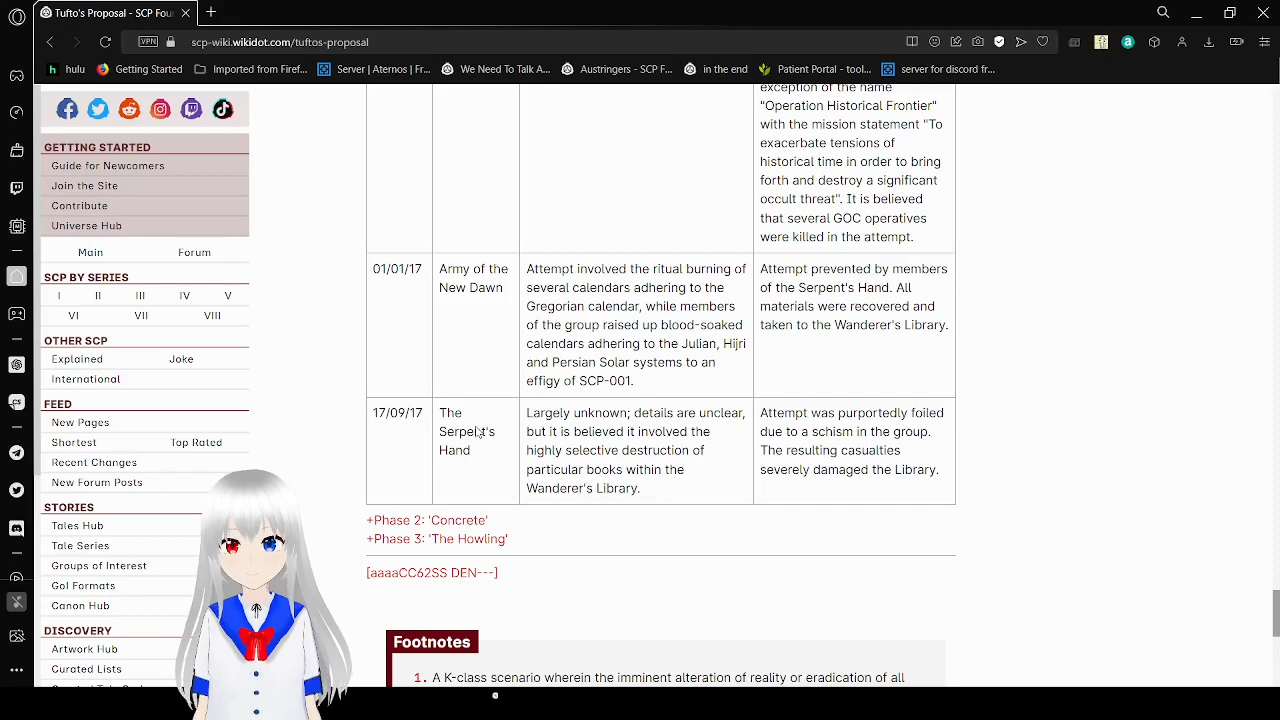 Tufto's Proposal - SCP Four
VPN
scp-wiki.wikidot.com/tuftos-proposal
hulu
Getting Started
Imported from Firef...
Server | Aternos | Fr...
We Need To Talk A...
Austringers - SCP F...
in the end
Patient Portal - tool...
server for discord fr...
GETTING STARTED
Guide for Newcomers
Join the Site
Contribute
Universe Hub
Main Forum
SCP BY SERIES
I II III IV V
VI VII VIII
OTHER SCP
Explained Joke
International
FEED
New Pages
Shortest Top Rated
Recent Changes
New Forum Posts
STORIES
Tales Hub
Tale Series
Groups of Interest
GoI Formats
Canon Hub
DISCOVERY
Artwork Hub
Curated Lists
exception of the name
"Operation Historical Frontier"
with the mission statement "To
exacerbate tensions of
historical time in order to bring
forth and destroy a significant
occult threat". It is believed
that several GOC operatives
were killed in the attempt.
01/01/17
Army of the
New Dawn
Attempt involved the ritual burning of
several calendars adhering to the
Gregorian calendar, while members
of the group raised up blood-soaked
calendars adhering to the Julian, Hijri
and Persian Solar systems to an
effigy of SCP-001.
Attempt prevented by members
of the Serpent's Hand. All
materials were recovered and
taken to the Wanderer's Library.
17/09/17
The
Serpent's
Hand
Largely unknown; details are unclear,
but it is believed it involved the
highly selective destruction of
particular books within the
Wanderer's Library.
Attempt was purportedly foiled
due to a schism in the group.
The resulting casualties
severely damaged the Library.
+Phase 2: 'Concrete'
+Phase 3: 'The Howling'
[aaaaCC62SS DEN---]
Footnotes
1. A K-class scenario wherein the imminent alteration of reality or eradication of all